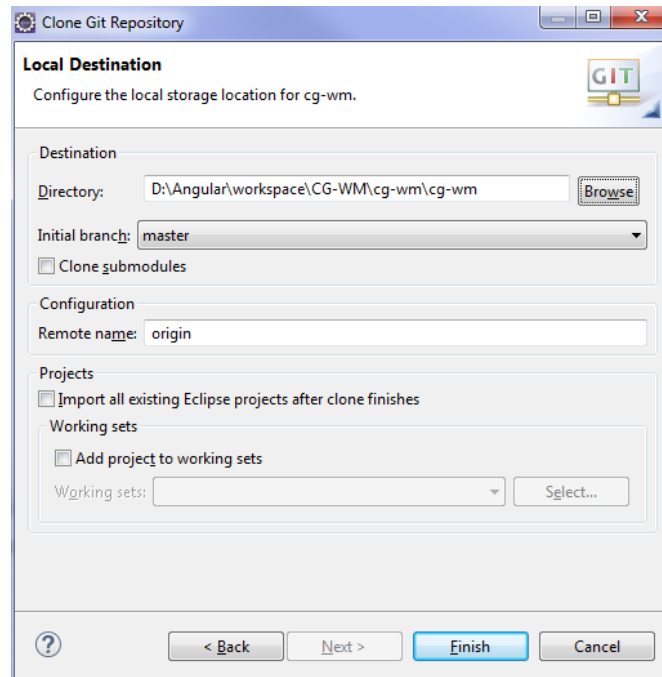 Clone Git Repository
Local Destination
Configure the local storage location for cg-wm.
GIT
Destination
Directory: D:\Angular\workspace\CG-WM\cg-wm\cg-wm Browse
Initial branch: master
Clone submodules
Configuration
Remote name: origin
Projects
Import all existing Eclipse projects after clone finishes
Working sets
Add project to working sets
Working sets: Select...
? < Back Next > Finish Cancel